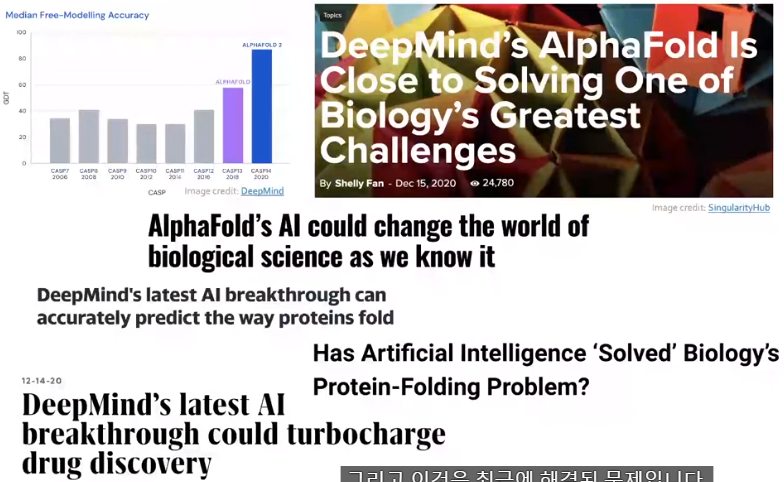 Median Free-Modelling Accuracy
GDT
100
80
60
40
20
0
ALPHAFOLD
ALPHAFOLD 2
CASP7 CASP8 CASP9 CASP10 CASP11 CASP12 CASP13 CASP14
2006 2008 2010 2012 2014 2016 2018 2020
CASP
Image credit: DeepMind
Topics
DeepMind's AlphaFold Is
Close to Solving One of
Biology's Greatest
Challenges
By Shelly Fan - Dec 15, 2020 24,780
Image credit: SingularityHub
AlphaFold's AI could change the world of
biological science as we know it
DeepMind's latest AI breakthrough can
accurately predict the way proteins fold
Has Artificial Intelligence ‘Solved’ Biology's
Protein-Folding Problem?
12-14-20
DeepMind's latest AI
breakthrough could turbocharge
drug discovery
그리고 이것은 최근에 해결된 문제입니다